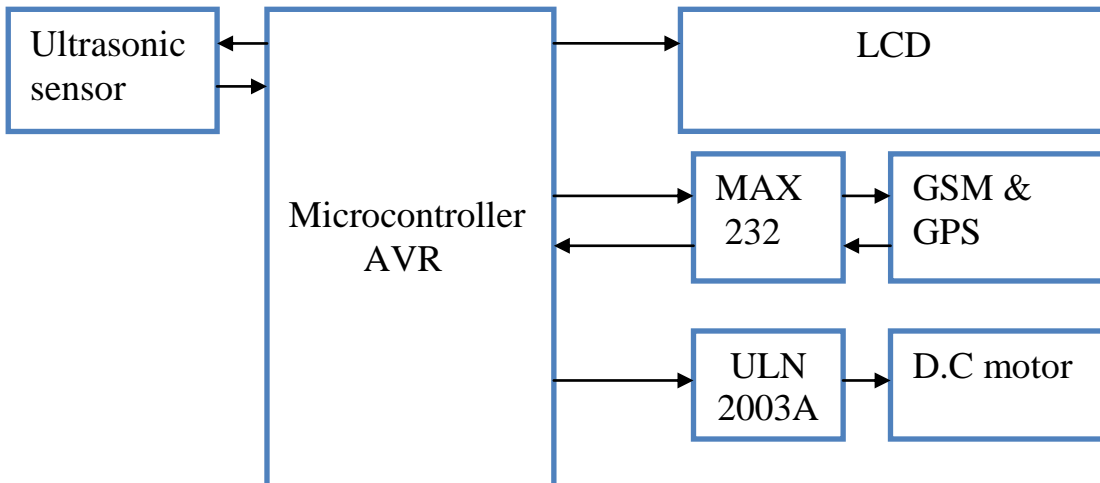 Ultrasonic
sensor
Microcontroller
AVR
LCD
MAX
232
GSM &
GPS
ULN
2003A
D.C motor